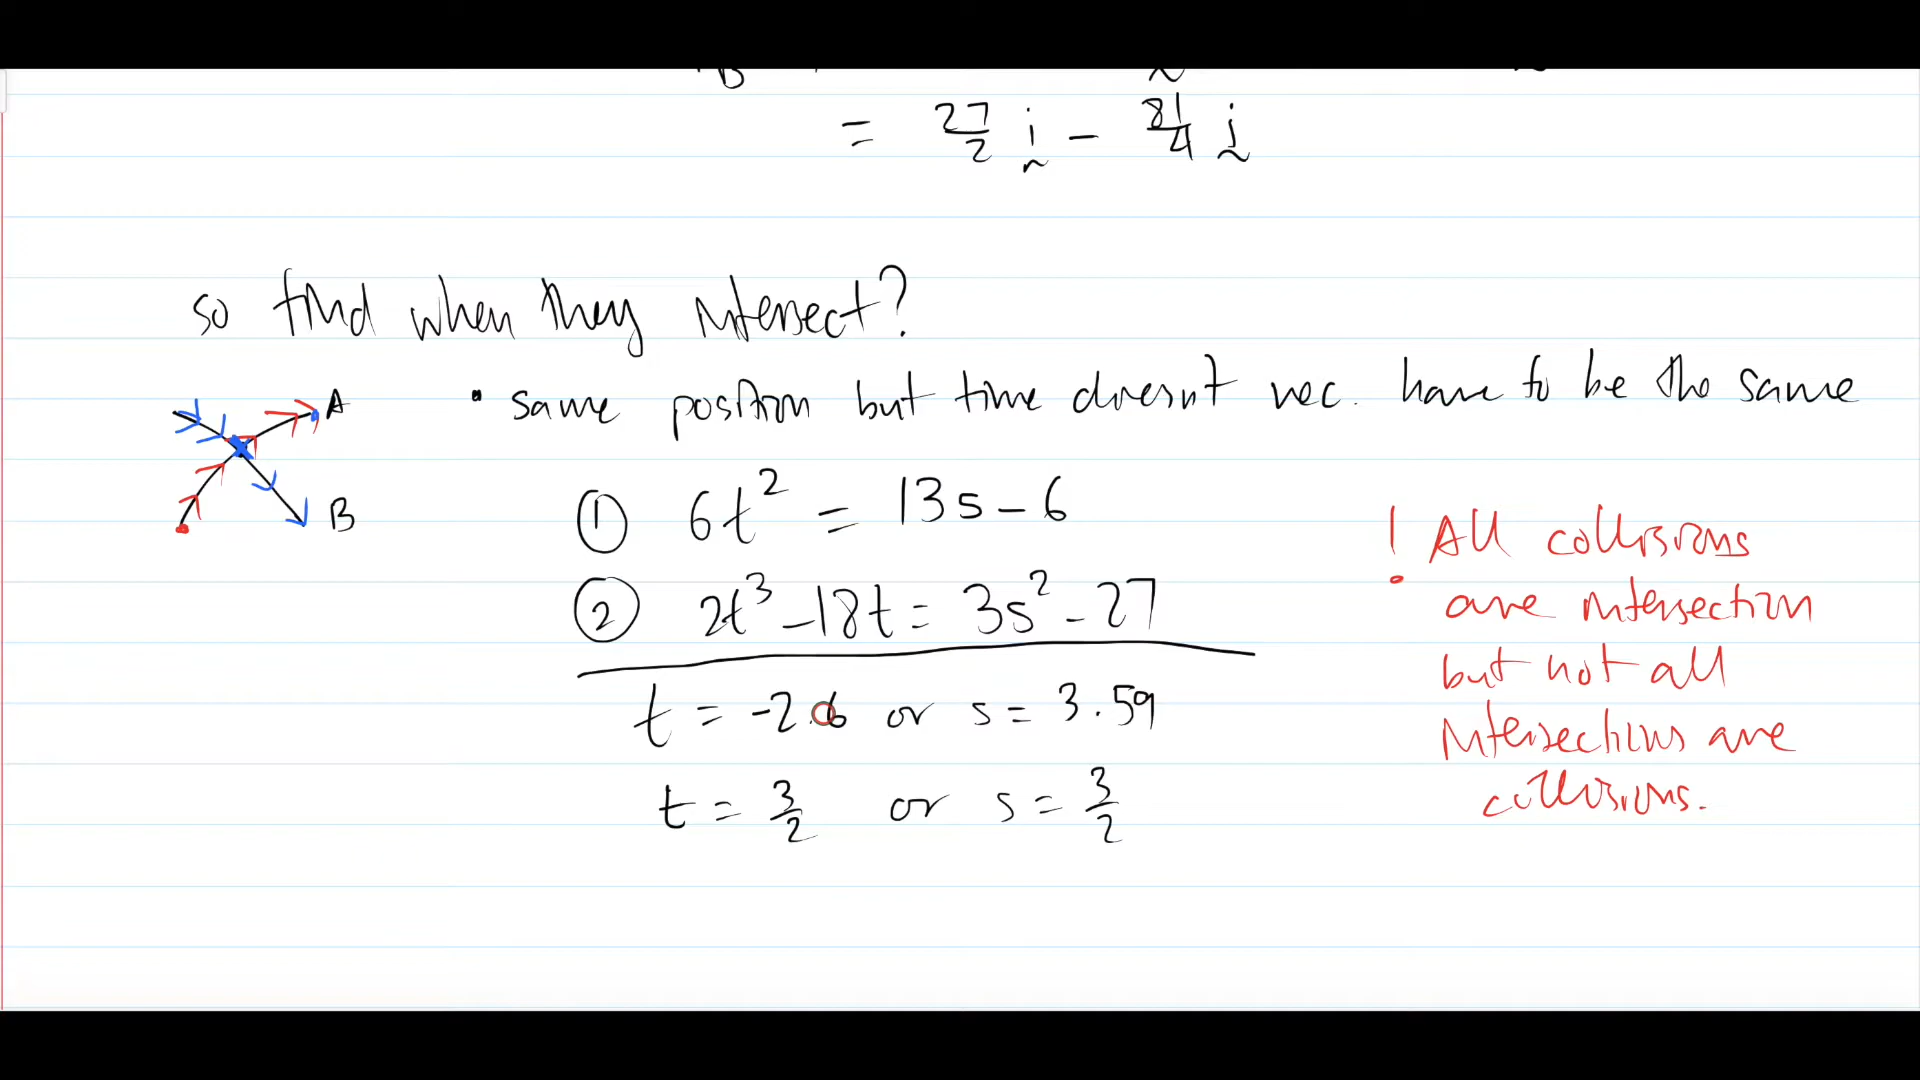 = 27/2 i - 81/4 j
so find when they intersect?
• same position but time doesn't nec. have to be the same
A
B
① 6t² = 13s - 6
② 2t³ - 18t = 3s² - 27
t = -2.6 or s = 3.59
t = 3/2 or s = 3/2
! All collisions
are intersection
but not all
intersections are
collisions.